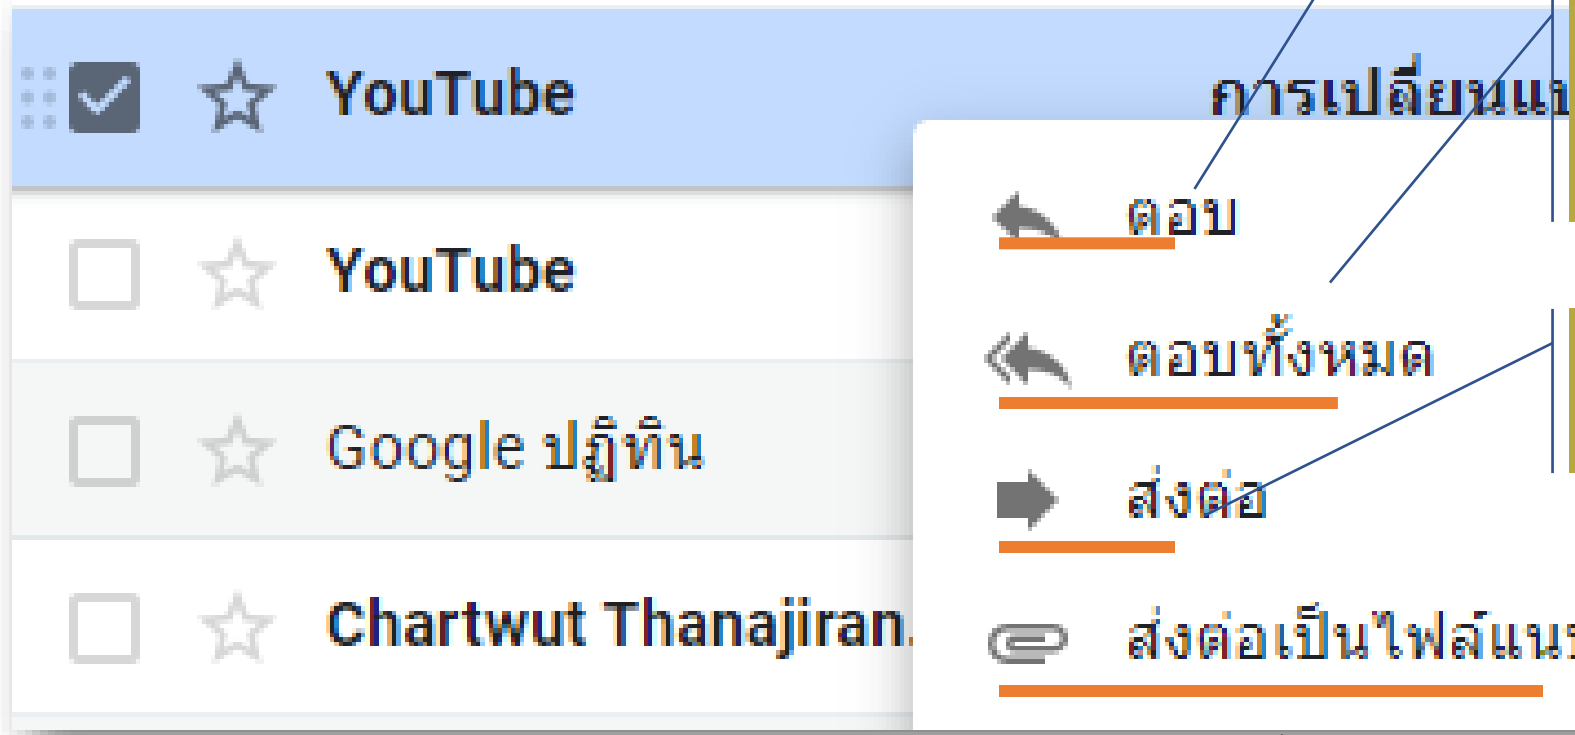 YouTube การเปลี่ยนแ
ตอบ
YouTube
ตอบทั้งหมด
Google ปฏิทิน
ส่งต่อ
Chartwut Thanajiran.
ส่งต่อเป็นไฟล์แน